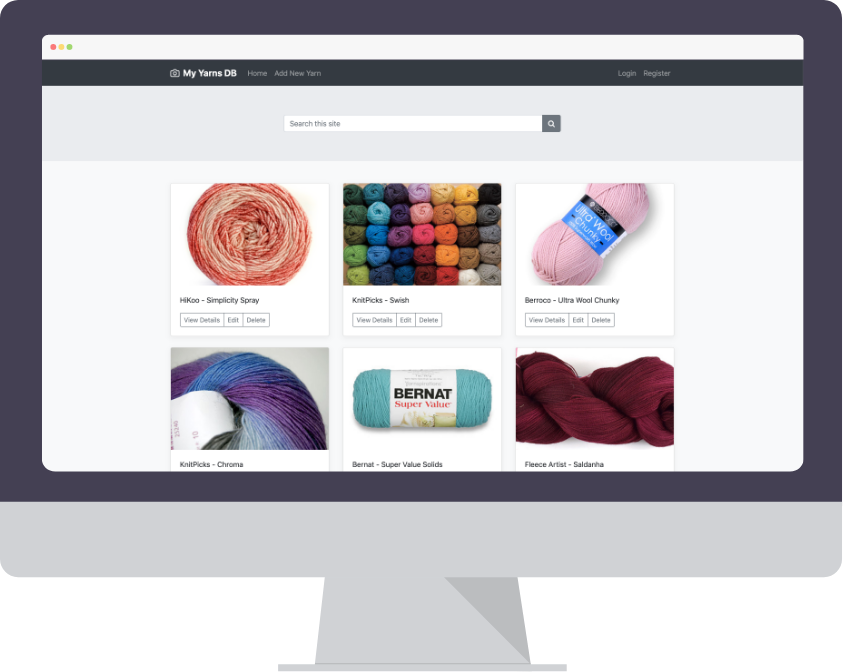 My Yarns DB Home Add New Yarn Login Register
Search this site
Ultra Wool
Chunky
HiKoo - Simplicity Spray
KnitPicks - Swish
Berroco - Ultra Wool Chunky
View Details Edit Delete
View Details Edit Delete
View Details Edit Delete
BERNAT
Super Value
KnitPicks - Chroma
Bernat - Super Value Solids
Fleece Artist - Saldanha